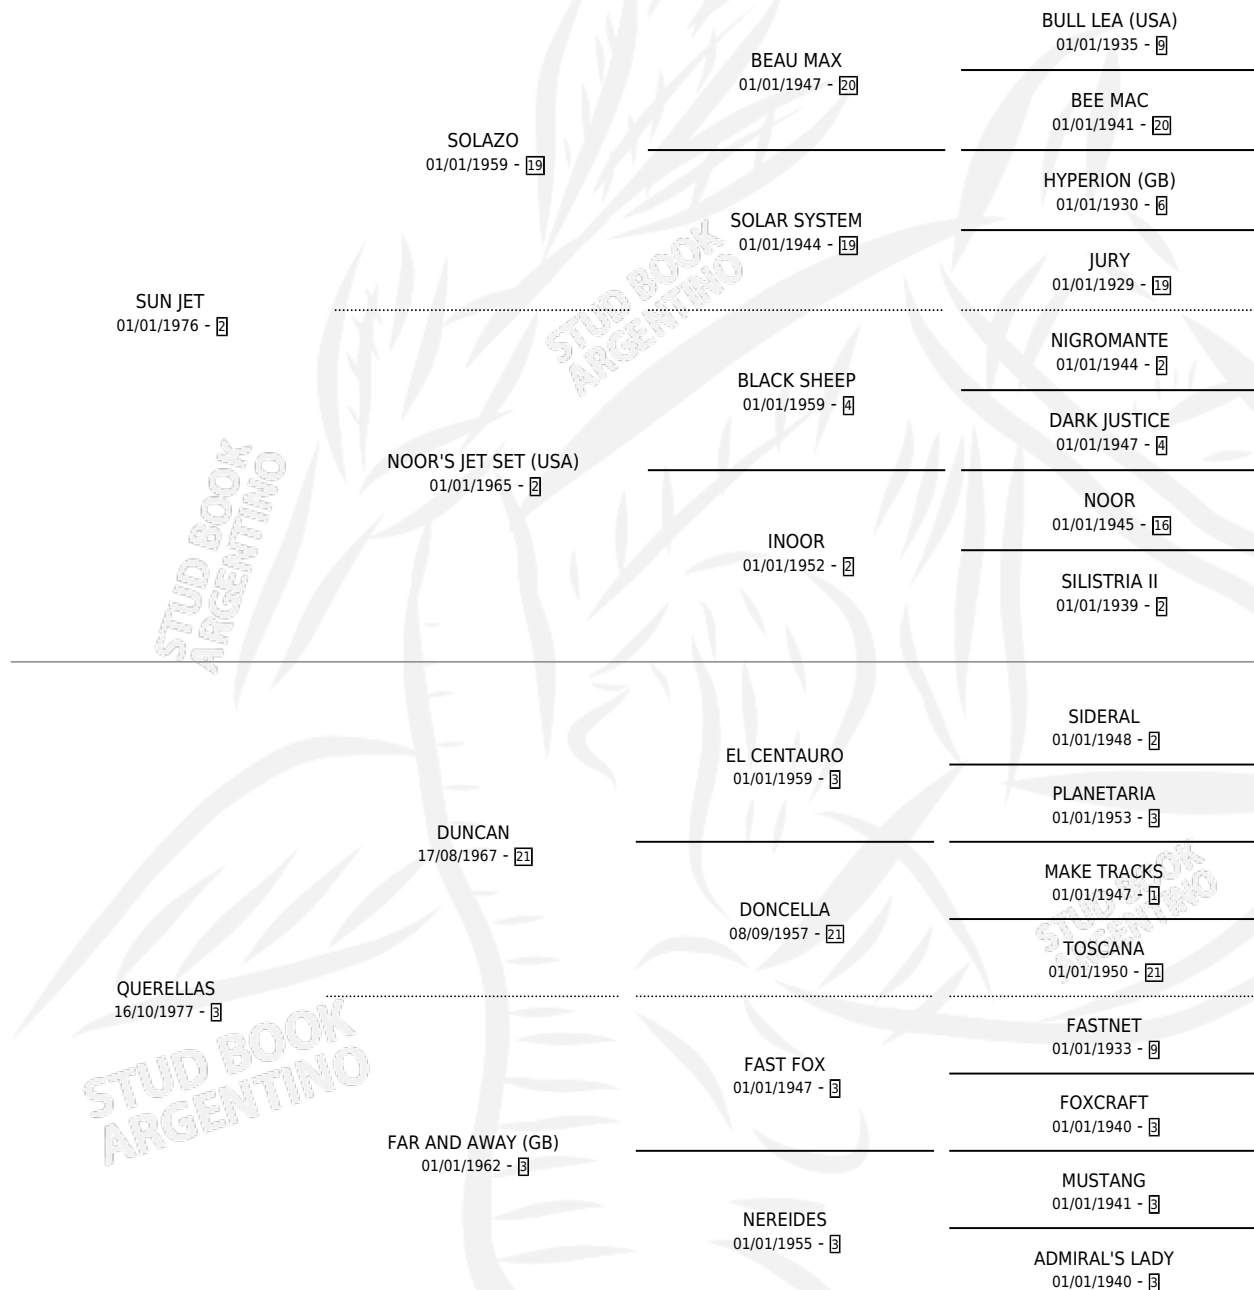 BULL LEA (USA)
01/01/1935 - 9
BEAU MAX
01/01/1947 - 20
BEE MAC
01/01/1941 - 20
SOLAZO
01/01/1959 - 19
HYPERION (GB)
01/01/1930 - 6
SOLAR SYSTEM
01/01/1944 - 19
JURY
01/01/1929 - 19
SUN JET
01/01/1976 - 2
NIGROMANTE
01/01/1944 - 2
BLACK SHEEP
01/01/1959 - 4
DARK JUSTICE
01/01/1947 - 4
NOOR'S JET SET (USA)
01/01/1965 - 2
NOOR
01/01/1945 - 16
INOOR
01/01/1952 - 2
SILISTRIA II
01/01/1939 - 2
SIDERAL
01/01/1948 - 2
EL CENTAURO
01/01/1959 - 3
PLANETARIA
01/01/1953 - 3
DUNCAN
17/08/1967 - 21
MAKE TRACKS
01/01/1947 - 1
DONCELLA
08/09/1957 - 21
TOSCANA
01/01/1950 - 21
QUERELLAS
16/10/1977 - 3
FASTNET
01/01/1933 - 9
FAST FOX
01/01/1947 - 3
FOXCRAFT
01/01/1940 - 3
FAR AND AWAY (GB)
01/01/1962 - 3
MUSTANG
01/01/1941 - 3
NEREIDES
01/01/1955 - 3
ADMIRAL'S LADY
01/01/1940 - 3
STUD BOOK
ARGENTINO
STUD BOOK
ARGENTINO
STUD BOOK
ARGENTINO
STUD BOOK
ARGENTINO